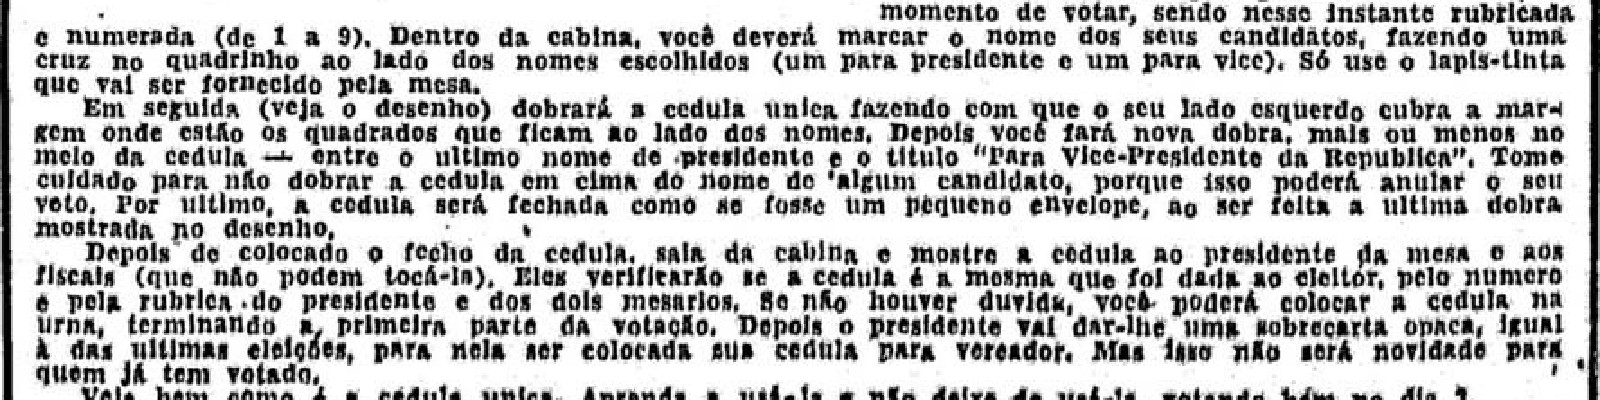 momento de votar, sendo nesse instante rubricada
e numerada (de 1 a 9). Dentro da cabina, você deverá marcar o nome dos seus candidatos, fazendo uma
cruz no quadrinho ao lado dos nomes escolhidos (um para presidente e um para vice). Só use o lapis-tinta
que vai ser fornecido pela mesa.
Em seguida (veja o desenho) dobrará a cedula unica fazendo com que o seu lado esquerdo cubra a mar-
gem onde estão os quadrados que ficam ao lado dos nomes. Depois você fará nova dobra, mais ou menos no
meio da cedula — entre o ultimo nome de presidente e o titulo "Para Vice-Presidente da Republica". Tome
cuidado para não dobrar a cedula em cima do nome de algum candidato, porque isso poderá anular o seu
voto. Por ultimo, a cedula será fechada como se fosse um pequeno envelope, ao ser feita a ultima dobra
mostrada no desenho.
Depois de colocado o fecho da cedula, saia da cabina e mostre a cedula ao presidente da mesa e aos
fiscais (que não podem tocá-la). Eles verificarão se a cedula é a mesma que foi dada ao eleitor, pelo numero
e pela rubrica do presidente e dos dois mesarios. Se não houver duvida, você poderá colocar a cedula na
urna, terminando a primeira parte da votação. Depois o presidente vai dar-lhe uma sobrecarta opaca, igual
à das ultimas eleições, para nela ser colocada sua cedula para vereador. Mas isso não será novidade para
quem já tem votado.